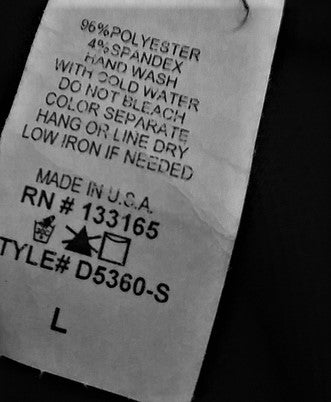 96%POLYESTER
4%SPANDEX
HAND WASH
WITH COLD WATER
DO NOT BLEACH
COLOR SEPARATE
HANG OR LINE DRY
LOW IRON IF NEEDED
MADE IN U.S.A.
RN # 133165
TYLE# D5360-S
L